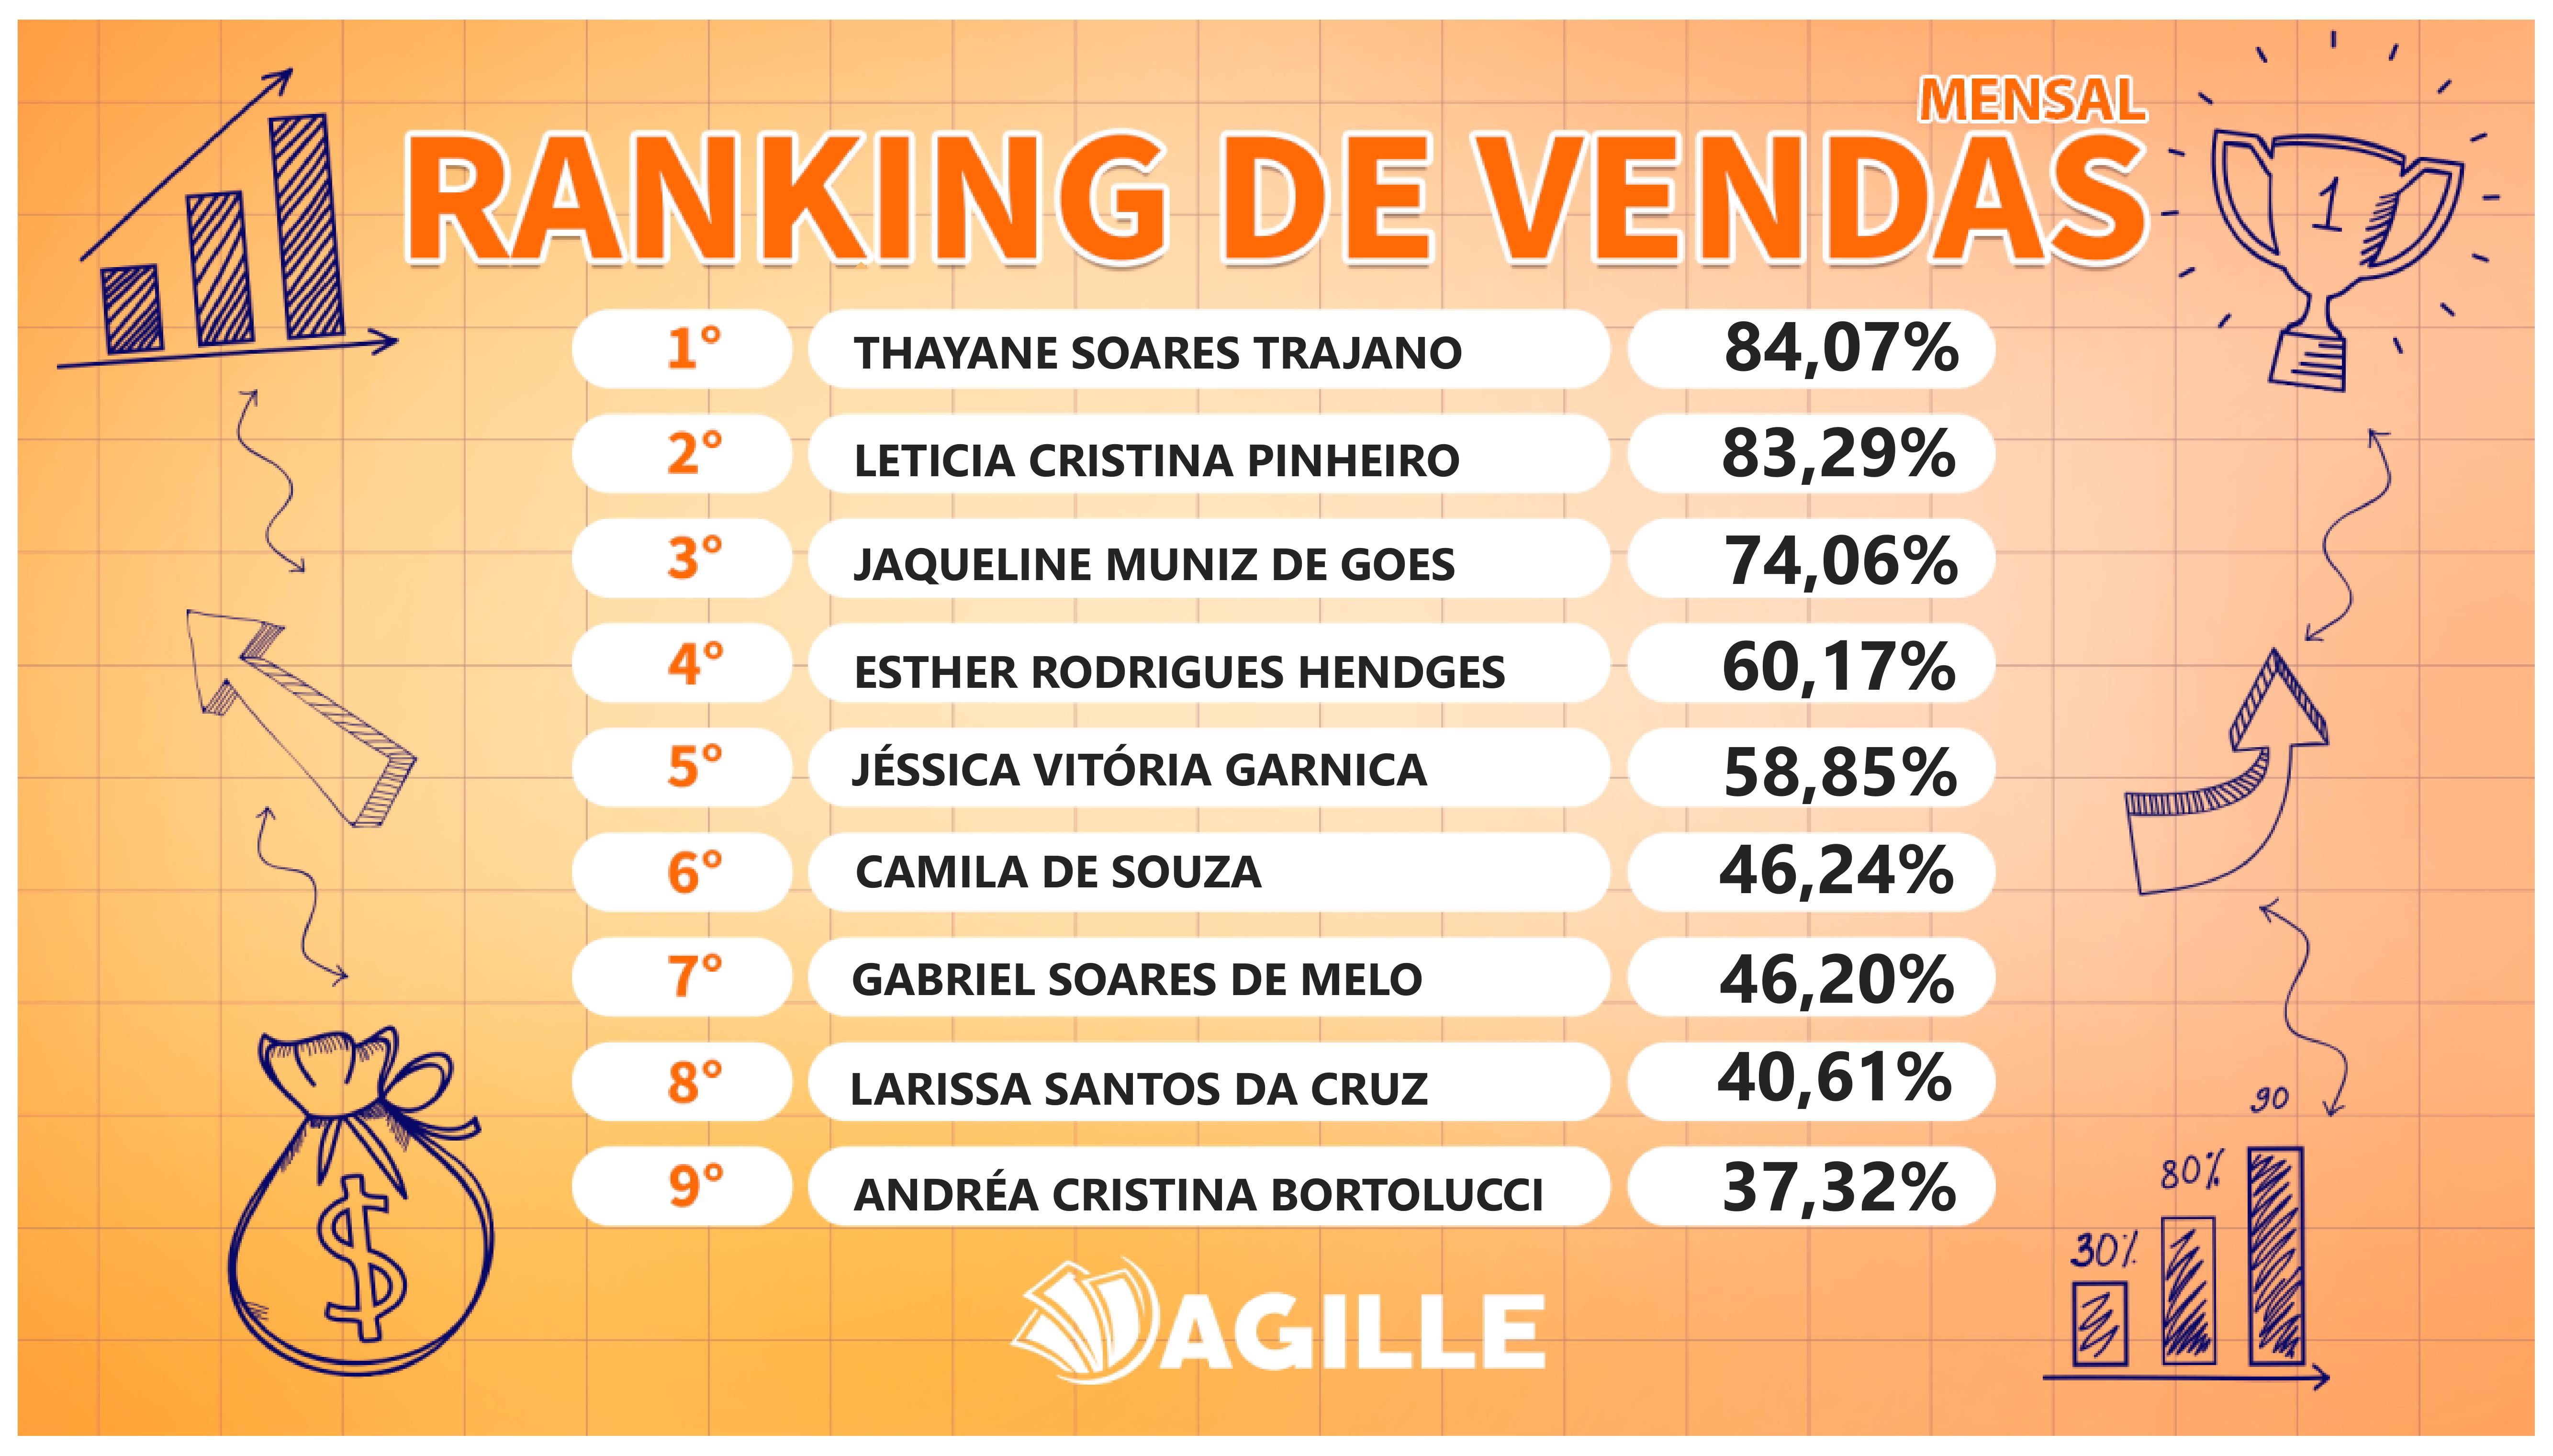 MENSAL
RANKING DE VENDAS
1
1° THAYANE SOARES TRAJANO 84,07%
2° LETICIA CRISTINA PINHEIRO 83,29%
3° JAQUELINE MUNIZ DE GOES 74,06%
4° ESTHER RODRIGUES HENDGES 60,17%
5° JÉSSICA VITÓRIA GARNICA 58,85%
6° CAMILA DE SOUZA 46,24%
7° GABRIEL SOARES DE MELO 46,20%
8° LARISSA SANTOS DA CRUZ 40,61%
9° ANDRÉA CRISTINA BORTOLUCCI 37,32%
90
80%
30%
$
AGILLE